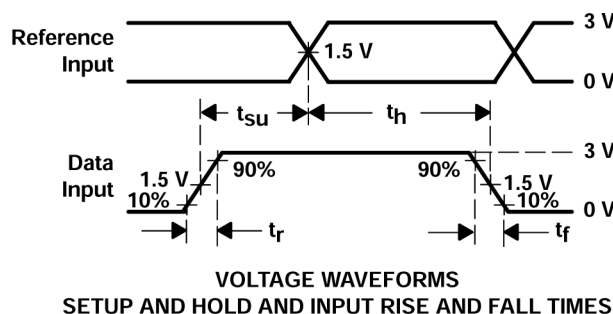 Reference
Input
3 V
1.5 V
0 V
tsu
th
Data
Input
3 V
90%
90%
1.5 V
1.5 V
10%
10%
0 V
tr
tf
VOLTAGE WAVEFORMS
SETUP AND HOLD AND INPUT RISE AND FALL TIMES